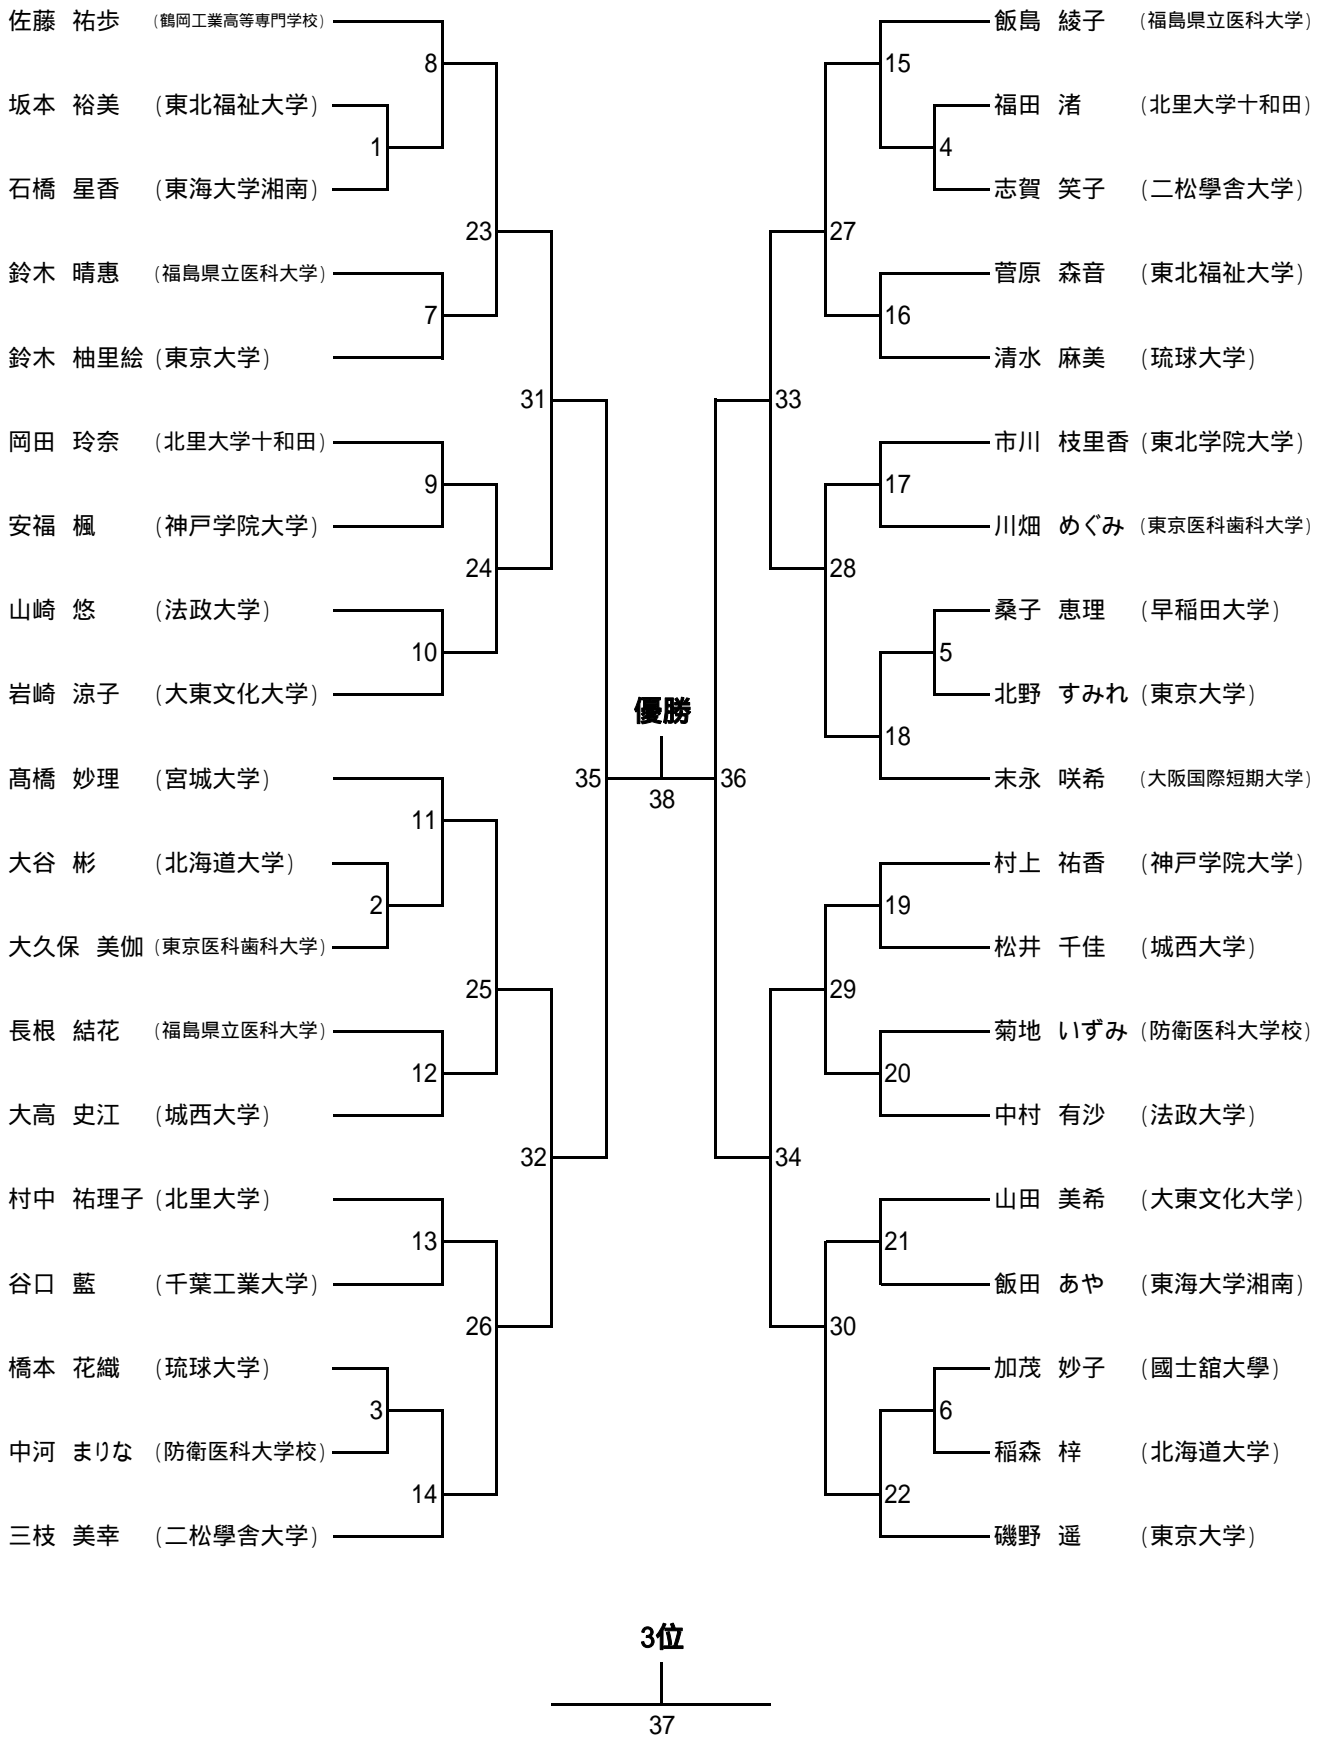 佐藤 祐歩 (鶴岡工業高等専門学校)
8
坂本 裕美 (東北福祉大学)
1
石橋 星香 (東海大学湘南)
23
鈴木 晴惠 (福島県立医科大学)
7
鈴木 柚里絵 (東京大学)
31
岡田 玲奈 (北里大学十和田)
9
安福 楓 (神戸学院大学)
24
山崎 悠 (法政大学)
10
岩崎 涼子 (大東文化大学)
35
髙橋 妙理 (宮城大学)
11
大谷 彬 (北海道大学)
2
大久保 美伽 (東京医科歯科大学)
25
長根 結花 (福島県立医科大学)
12
大高 史江 (城西大学)
32
村中 祐理子 (北里大学)
13
谷口 藍 (千葉工業大学)
26
橋本 花織 (琉球大学)
3
中河 まりな (防衛医科大学校)
14
三枝 美幸 (二松學舎大学)
優勝
38
飯島 綾子 (福島県立医科大学)
15
福田 渚 (北里大学十和田)
4
志賀 笑子 (二松學舎大学)
27
菅原 森音 (東北福祉大学)
16
清水 麻美 (琉球大学)
33
市川 枝里香 (東北学院大学)
17
川畑 めぐみ (東京医科歯科大学)
28
桑子 恵理 (早稲田大学)
5
北野 すみれ (東京大学)
18
末永 咲希 (大阪国際短期大学)
36
村上 祐香 (神戸学院大学)
19
松井 千佳 (城西大学)
29
菊地 いずみ (防衛医科大学校)
20
中村 有沙 (法政大学)
34
山田 美希 (大東文化大学)
21
飯田 あや (東海大学湘南)
30
加茂 妙子 (國士舘大學)
6
稲森 梓 (北海道大学)
22
磯野 遥 (東京大学)
3位
37